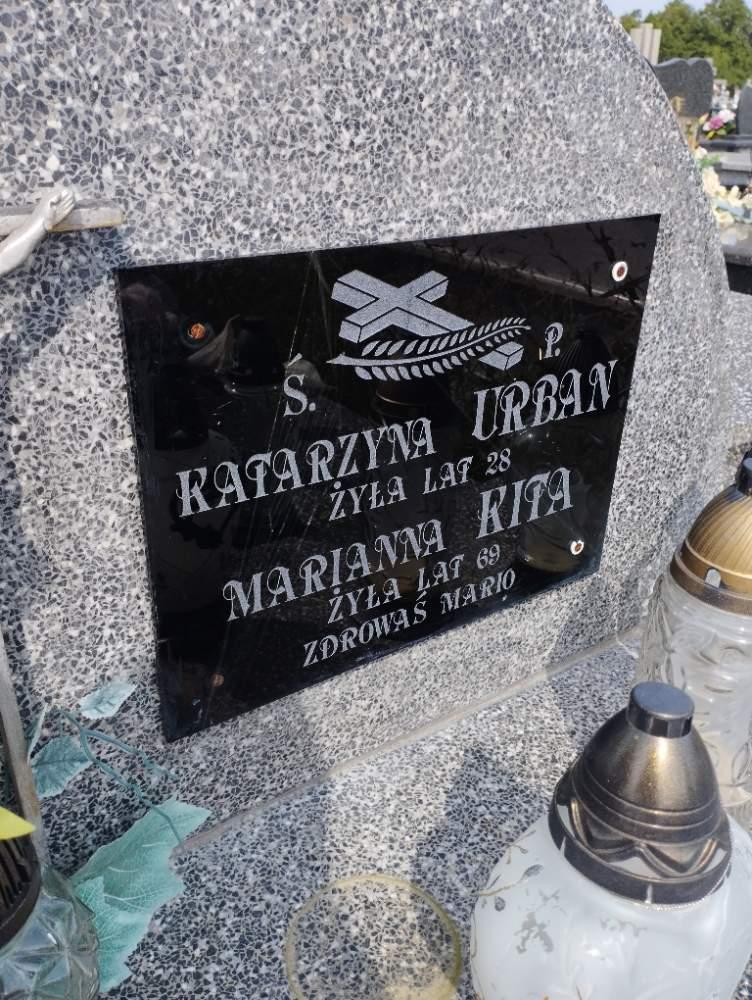 Ś. P.
KATARZYNA URBAN
ŻYŁA LAT 28
MARIANNA KITA
ŻYŁA LAT 69
ZDROWAŚ MARIO